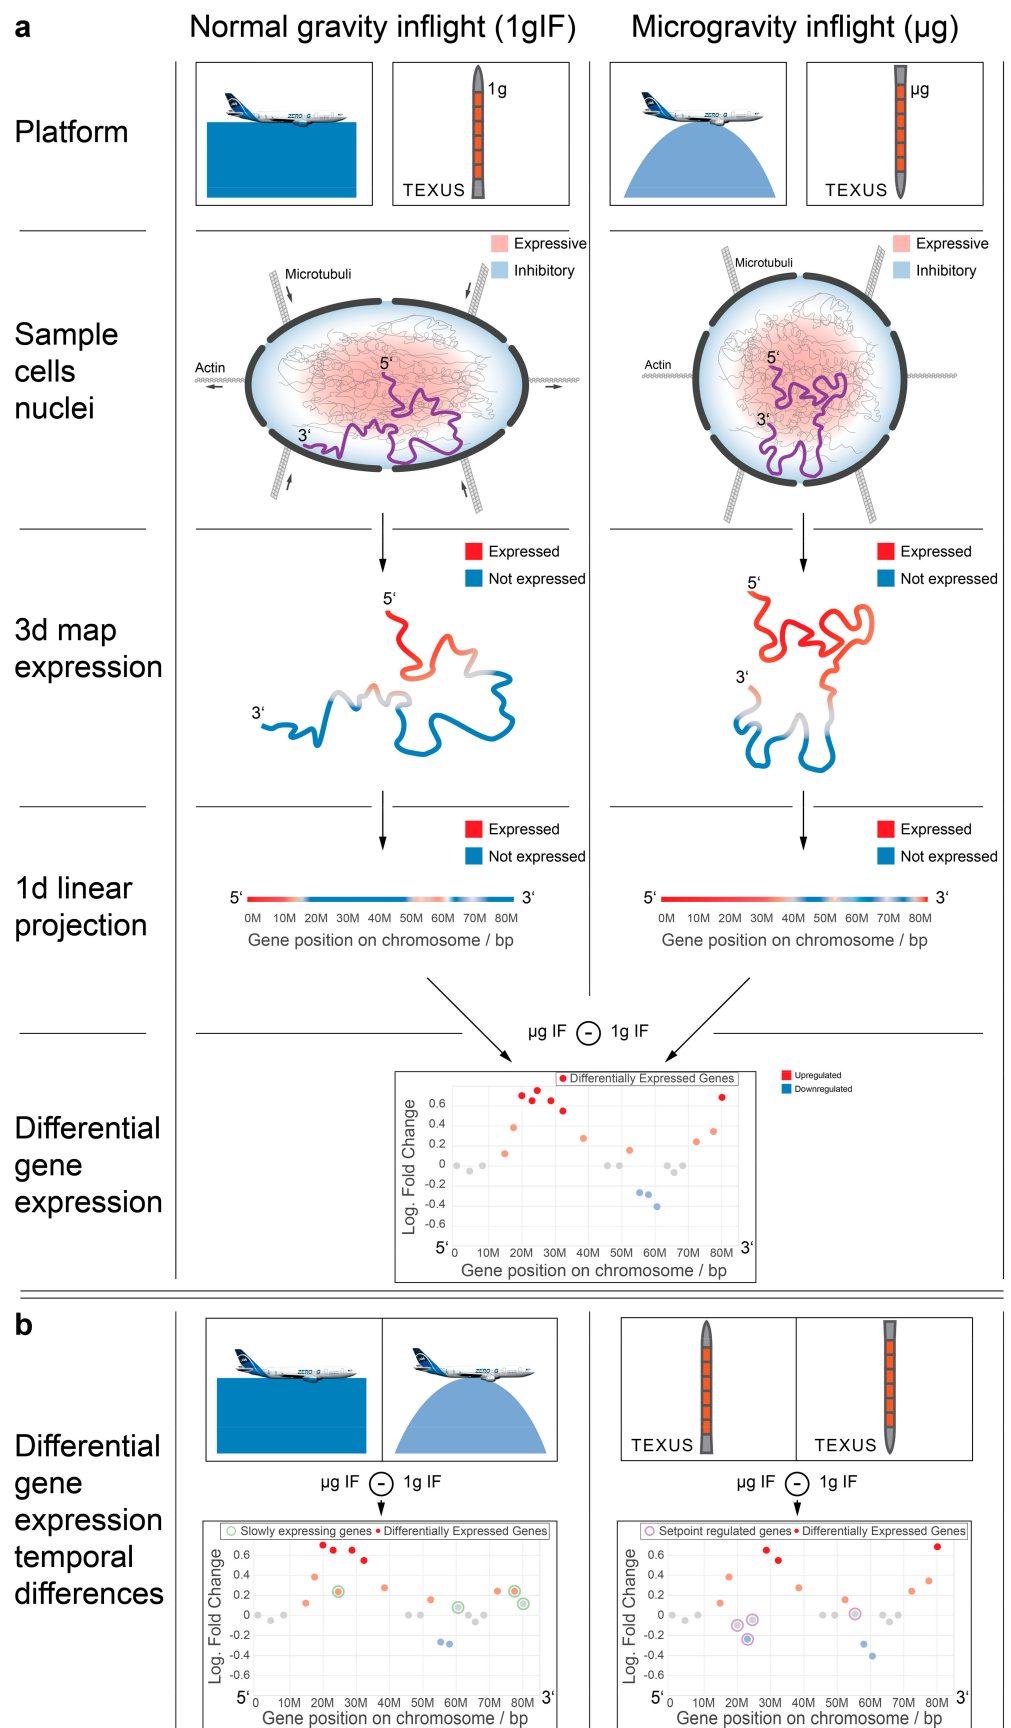 a
Normal gravity inflight (1gIF)
Microgravity inflight (µg)
Platform
ZERO-G
1g
TEXUS
ZERO-G
µg
TEXUS
Sample
cells
nuclei
Expressive
Inhibitory
Microtubuli
Actin
5‘
3‘
Expressive
Inhibitory
Microtubuli
Actin
5‘
3‘
3d map
expression
Expressed
Not expressed
5‘
3‘
Expressed
Not expressed
5‘
3‘
1d linear
projection
Expressed
Not expressed
5‘ 3‘
0M 10M 20M 30M 40M 50M 60M 70M 80M
Gene position on chromosome / bp
Expressed
Not expressed
5‘ 3‘
0M 10M 20M 30M 40M 50M 60M 70M 80M
Gene position on chromosome / bp
µg IF - 1g IF
Differential
gene
expression
Differentially Expressed Genes
Upregulated
Downregulated
Log. Fold Change
0.6
0.4
0.2
0
-0.2
-0.4
-0.6
5‘ 3‘
0 10M 20M 30M 40M 50M 60M 70M 80M
Gene position on chromosome / bp
b
Differential
gene
expression
temporal
differences
ZERO-G
ZERO-G
µg IF - 1g IF
Slowly expressing genes Differentially Expressed Genes
Log. Fold Change
0.6
0.4
0.2
0
-0.2
-0.4
-0.6
5‘ 3‘
0 10M 20M 30M 40M 50M 60M 70M 80M
Gene position on chromosome / bp
TEXUS
TEXUS
µg IF - 1g IF
Setpoint regulated genes Differentially Expressed Genes
Log. Fold Change
0.6
0.4
0.2
0
-0.2
-0.4
-0.6
5‘ 3‘
0 10M 20M 30M 40M 50M 60M 70M 80M
Gene position on chromosome / bp